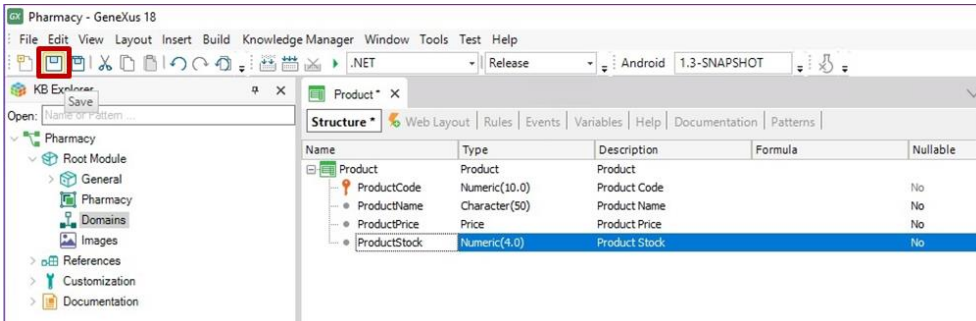 GX Pharmacy - GeneXus 18
File Edit View Layout Insert Build Knowledge Manager Window Tools Test Help
.NET Release Android 1.3-SNAPSHOT
KB Explorer
Save
Product*
Open: Name or Pattern ...
Structure * Web Layout Rules Events Variables Help Documentation Patterns
Name Type Description Formula Nullable
Pharmacy
Root Module
General
Pharmacy
Domains
Images
References
Customization
Documentation
Product Product Product
ProductCode Numeric(10.0) Product Code No
ProductName Character(50) Product Name No
ProductPrice Price Product Price No
ProductStock Numeric(4.0) Product Stock No